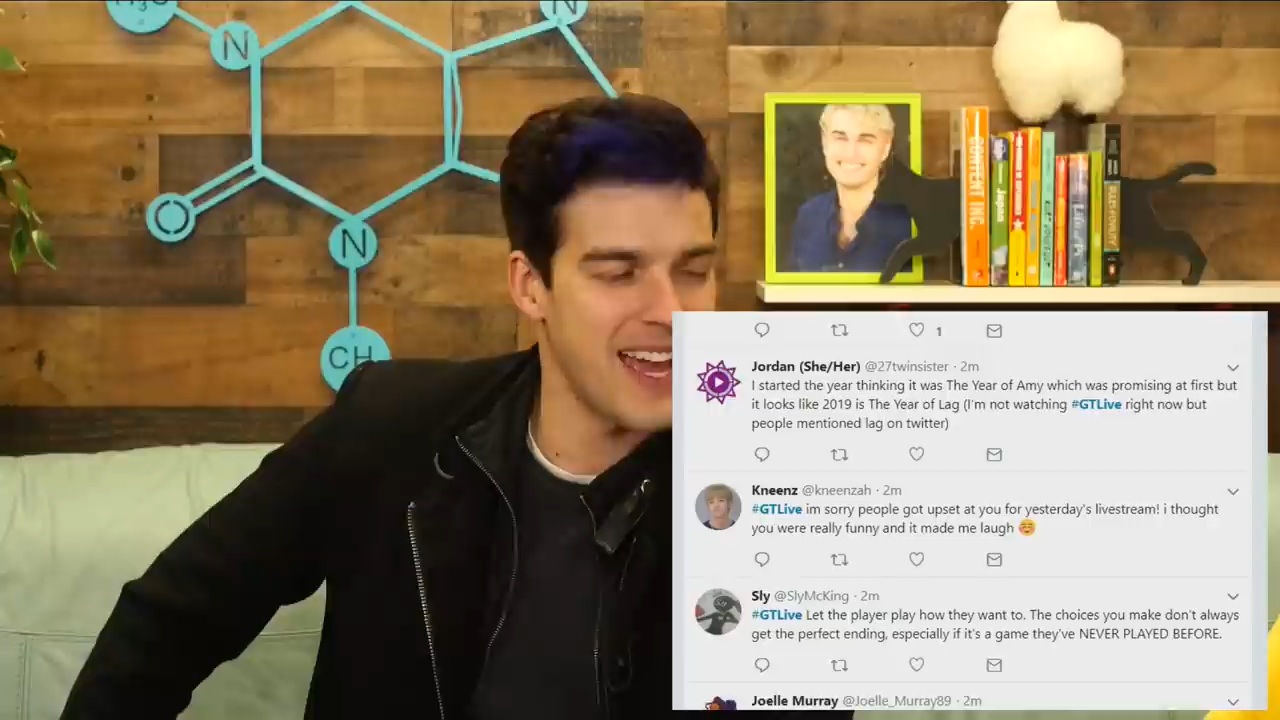 H₃C
N
N
O
N
CH
CONTENT INC.
Japan
Life of Pi
1
Jordan (She/Her) @27twinsister · 2m
I started the year thinking it was The Year of Amy which was promising at first but
it looks like 2019 is The Year of Lag (I'm not watching #GTLive right now but
people mentioned lag on twitter)
Kneenz @kneenzah · 2m
#GTLive im sorry people got upset at you for yesterday's livestream! i thought
you were really funny and it made me laugh 😊
Sly @SlyMcKing · 2m
#GTLive Let the player play how they want to. The choices you make don't always
get the perfect ending, especially if it's a game they've NEVER PLAYED BEFORE.
Joelle Murray @Joelle_Murray89 · 2m